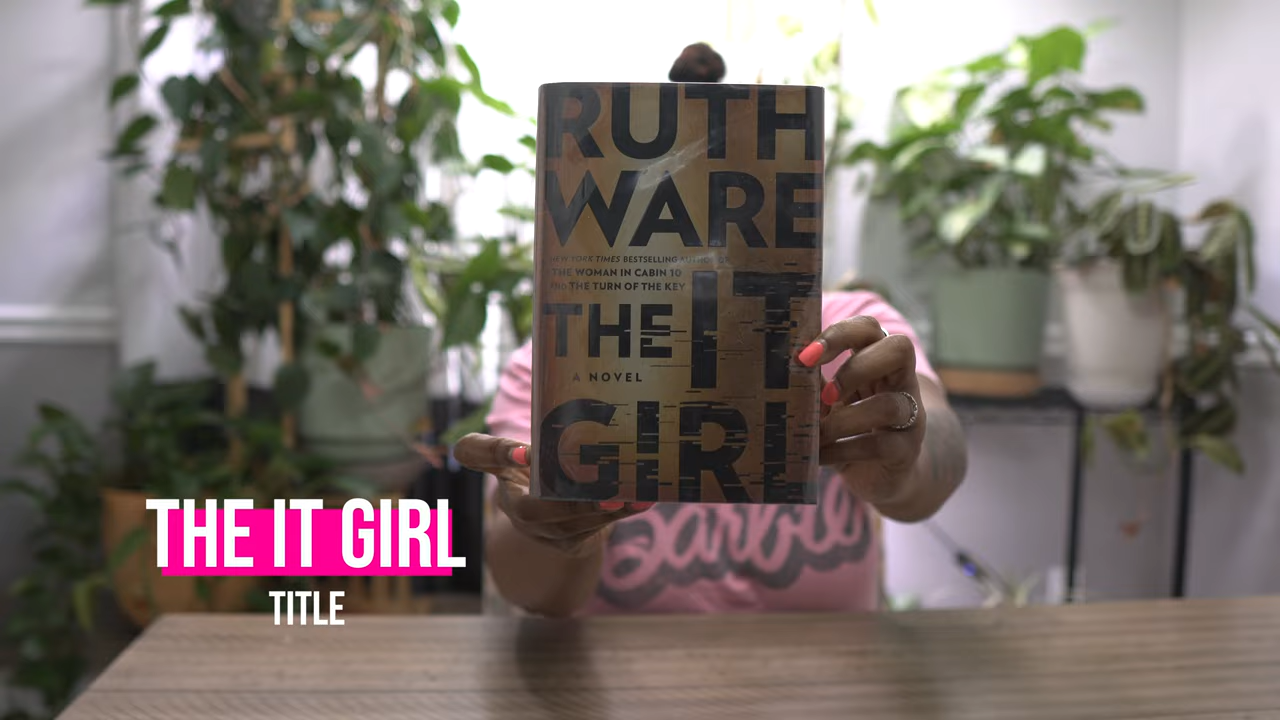 RUTH
WARE
NEW YORK TIMES BESTSELLING AUTHOR OF
THE WOMAN IN CABIN 10
AND THE TURN OF THE KEY
THE IT
A NOVEL
GIRL
Barbie
THE IT GIRL
TITLE